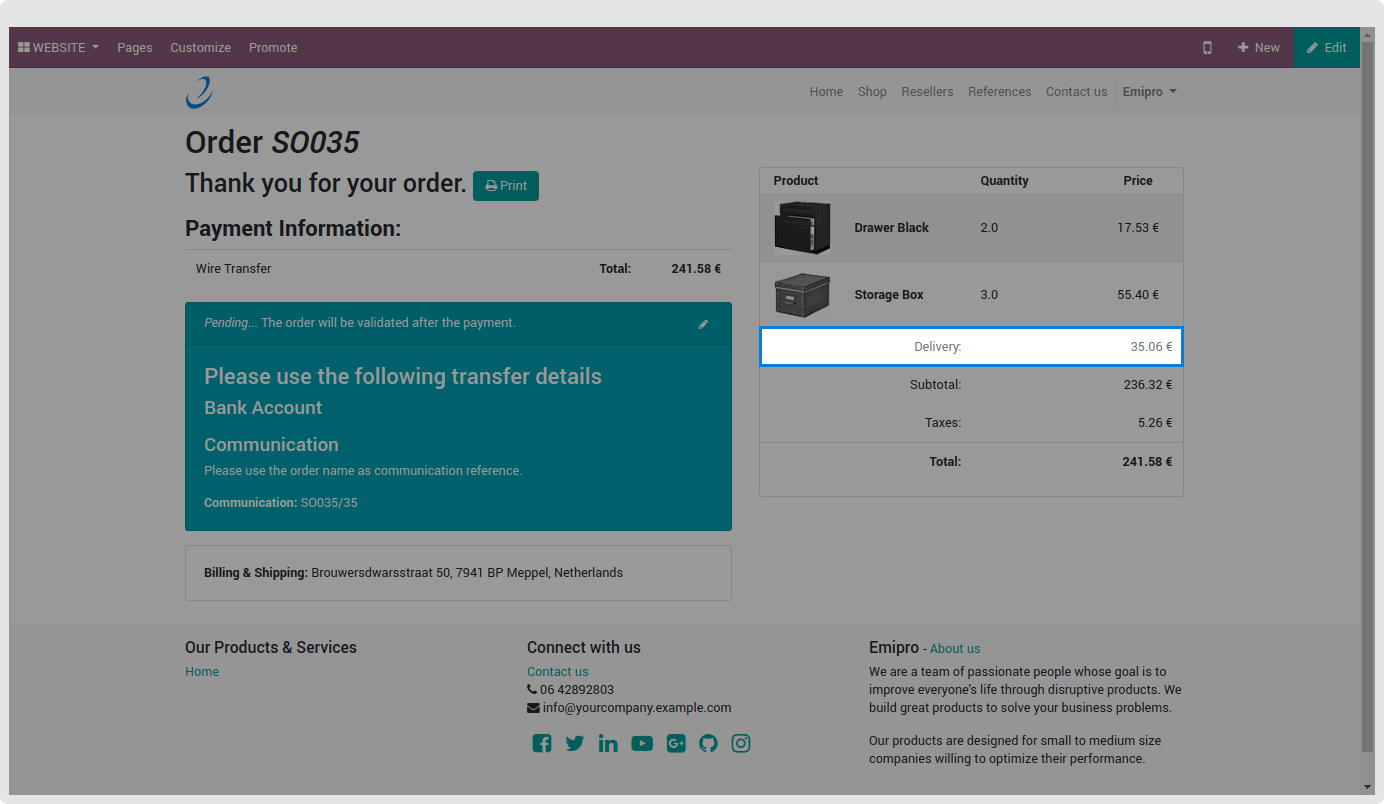 WEBSITE Pages Customize Promote New Edit
Home Shop Resellers References Contact us Emipro
Order SO035
Thank you for your order. Print
Payment Information:
Wire Transfer Total: 241.58 €
Pending... The order will be validated after the payment.
Please use the following transfer details
Bank Account
Communication
Please use the order name as communication reference.
Communication: SO035/35
Billing & Shipping: Brouwersdwarsstraat 50, 7941 BP Meppel, Netherlands
Product Quantity Price
Drawer Black 2.0 17.53 €
Storage Box 3.0 55.40 €
Delivery: 35.06 €
Subtotal: 236.32 €
Taxes: 5.26 €
Total: 241.58 €
Our Products & Services
Home
Connect with us
Contact us
06 42892803
info@yourcompany.example.com
Emipro - About us
We are a team of passionate people whose goal is to
improve everyone's life through disruptive products. We
build great products to solve your business problems.
Our products are designed for small to medium size
companies willing to optimize their performance.